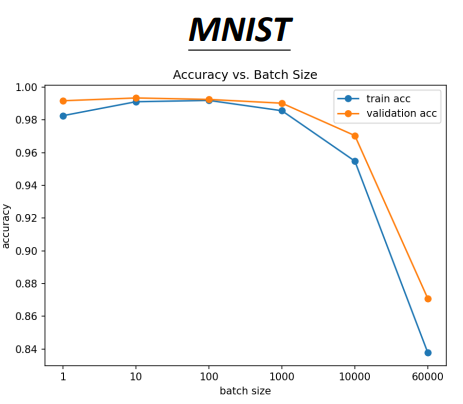 MNIST
Accuracy vs. Batch Size
train acc
validation acc
1.00
0.98
0.96
0.94
0.92
0.90
0.88
0.86
0.84
accuracy
1 10 100 1000 10000 60000
batch size